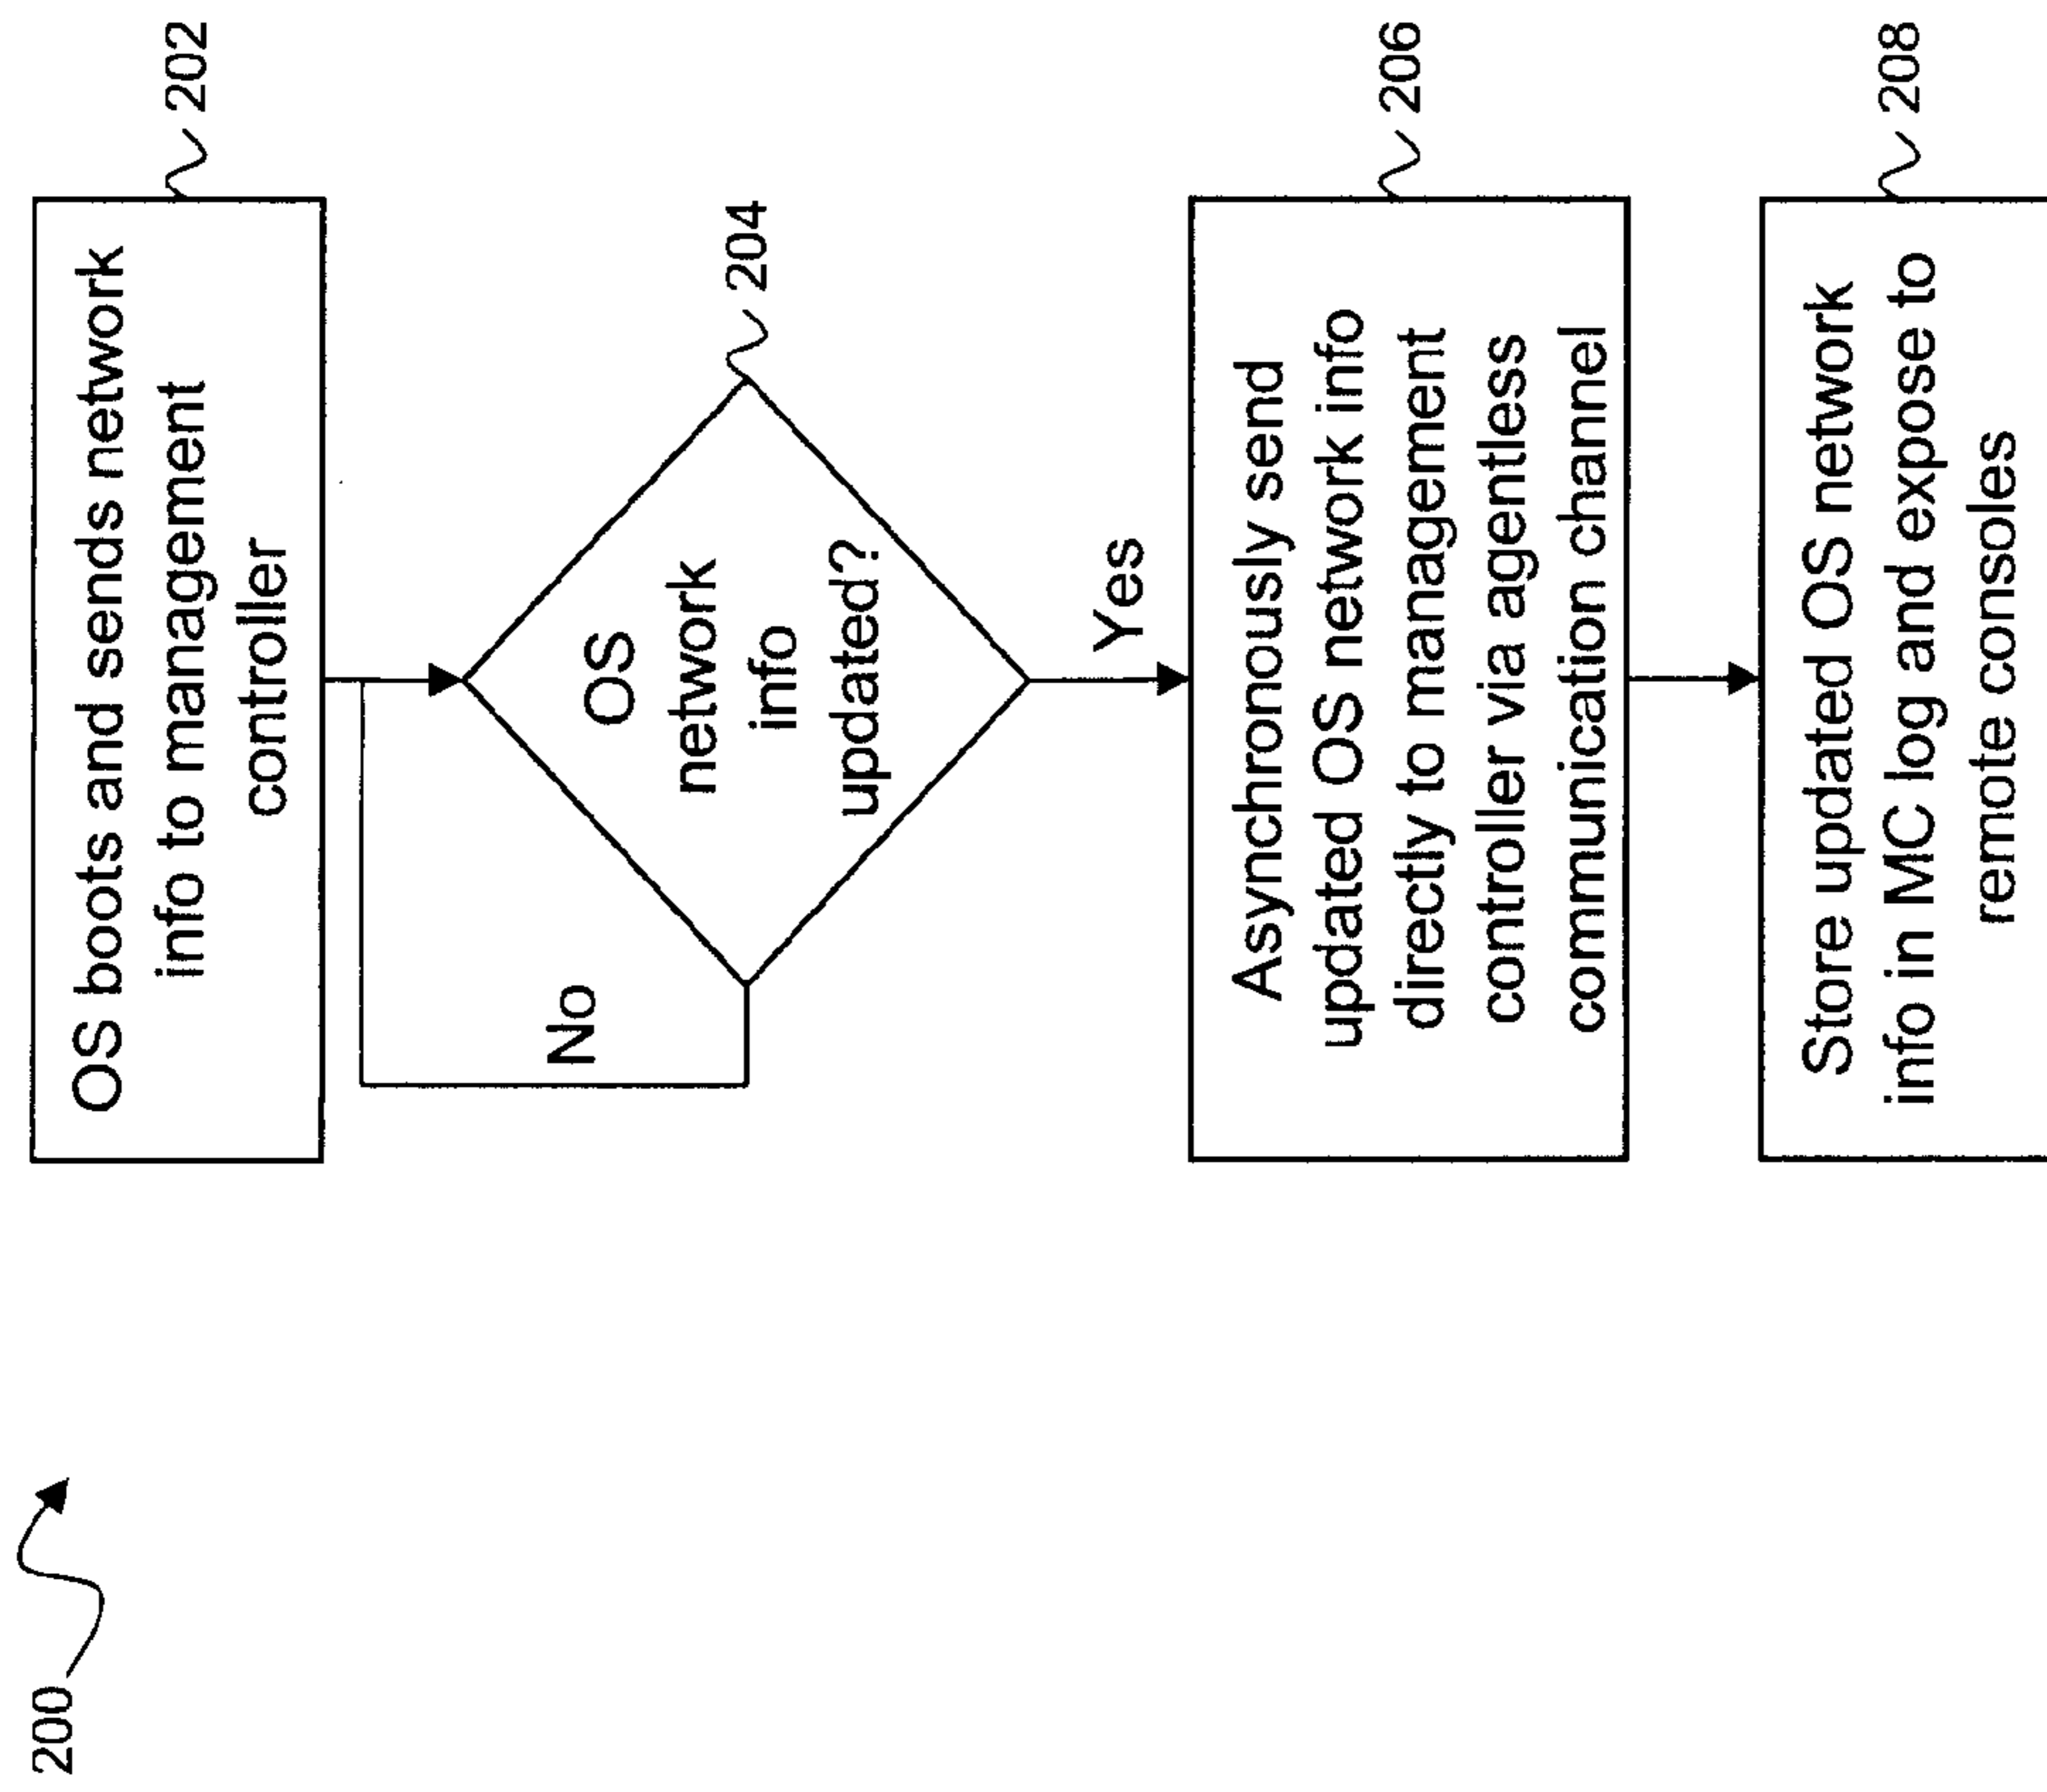 200
OS boots and sends network
info to management
controller
202
No
OS
network
info
updated?
204
Yes
Asynchronously send
updated OS network info
directly to management
controller via agentless
communication channel
206
Store updated OS network
info in MC log and expose to
remote consoles
208